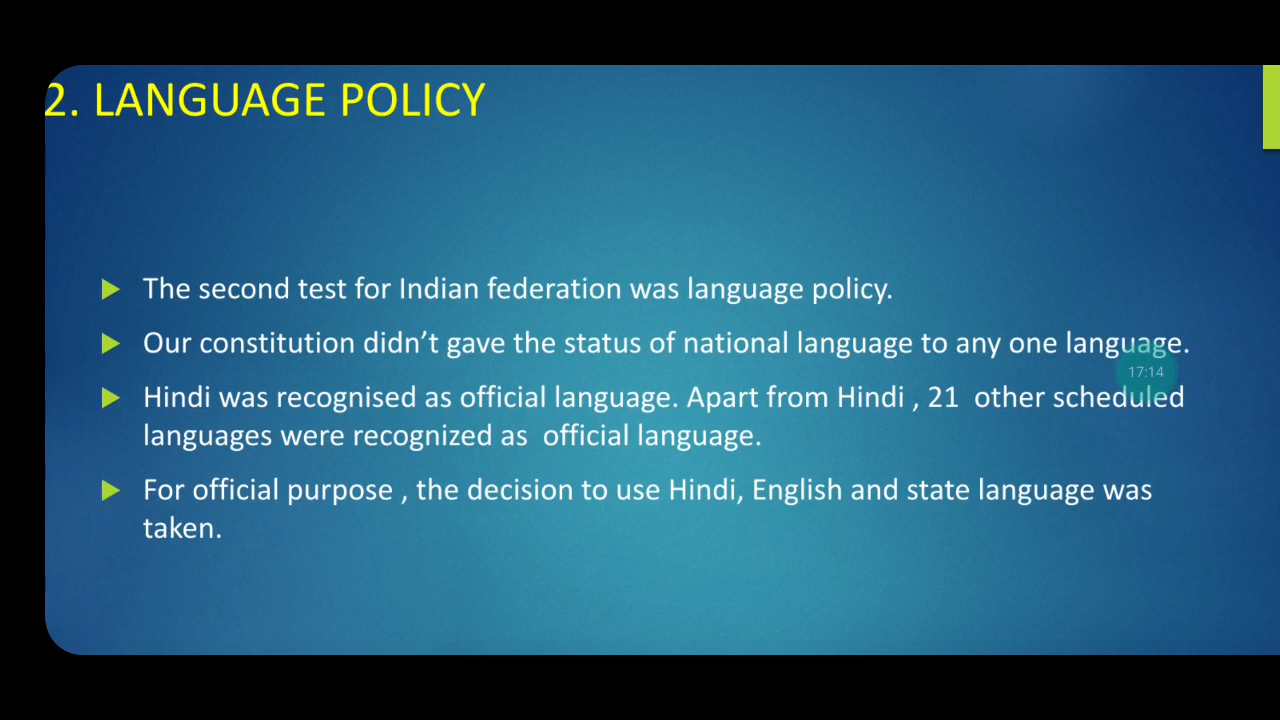 2. LANGUAGE POLICY
The second test for Indian federation was language policy.
Our constitution didn’t gave the status of national language to any one language.
17:14
Hindi was recognised as official language. Apart from Hindi , 21 other scheduled
languages were recognized as official language.
For official purpose , the decision to use Hindi, English and state language was
taken.